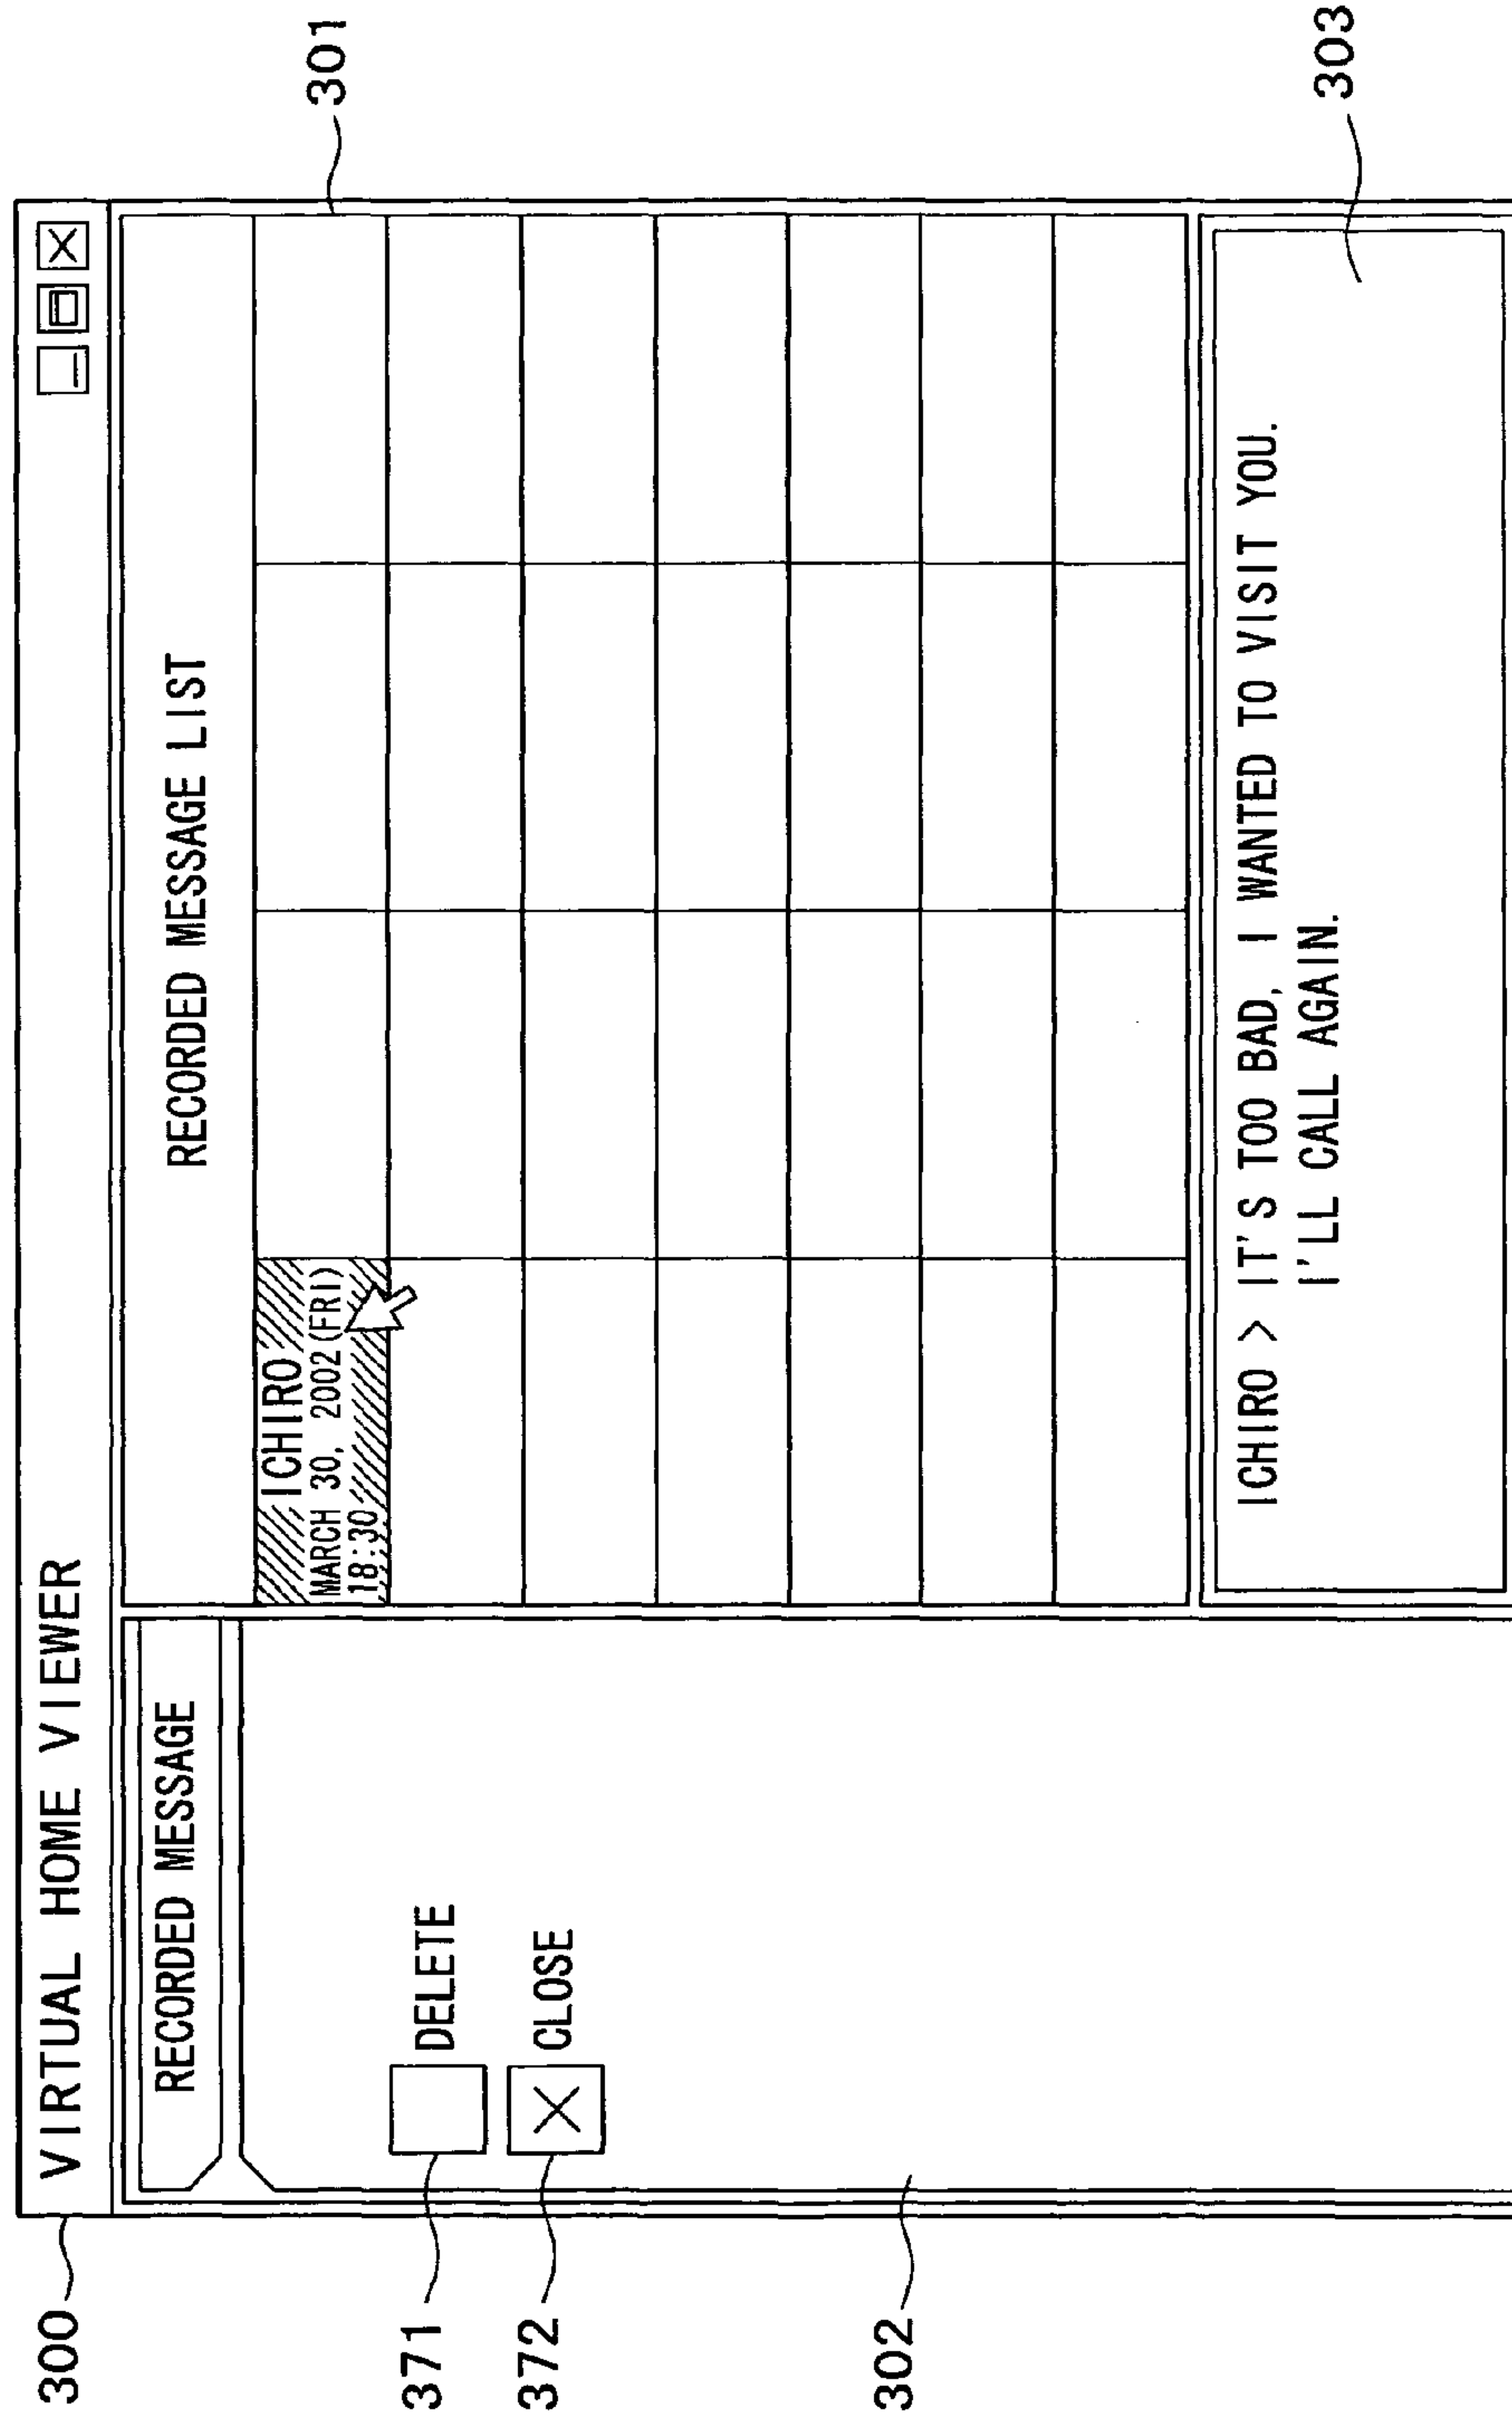 VIRTUAL HOME VIEWER
300
RECORDED MESSAGE
371
DELETE
372
CLOSE
302
RECORDED MESSAGE LIST
301
ICHIRO
MARCH 30, 2002(FRI)
18:30
ICHIRO > IT'S TOO BAD, I WANTED TO VISIT YOU.
I'LL CALL AGAIN.
303